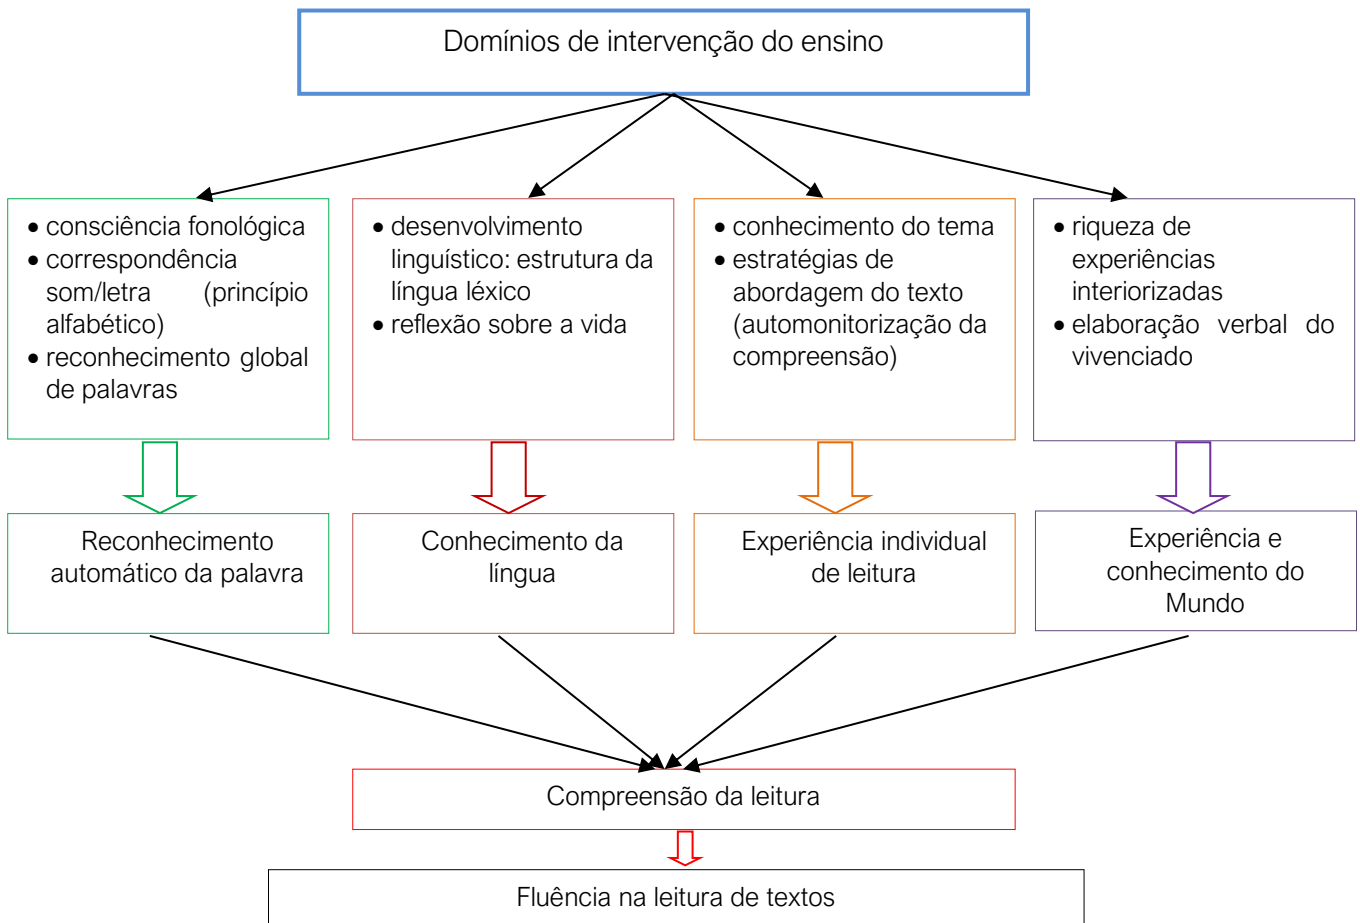 Domínios de intervenção do ensino
• consciência fonológica
• correspondência
som/letra (princípio
alfabético)
• reconhecimento global
de palavras
• desenvolvimento
linguístico: estrutura da
língua léxico
• reflexão sobre a vida
• conhecimento do tema
• estratégias de
abordagem do texto
(automonitorização da
compreensão)
• riqueza de
experiências
interiorizadas
• elaboração verbal do
vivenciado
Reconhecimento
automático da palavra
Conhecimento da
língua
Experiência individual
de leitura
Experiência e
conhecimento do
Mundo
Compreensão da leitura
Fluência na leitura de textos